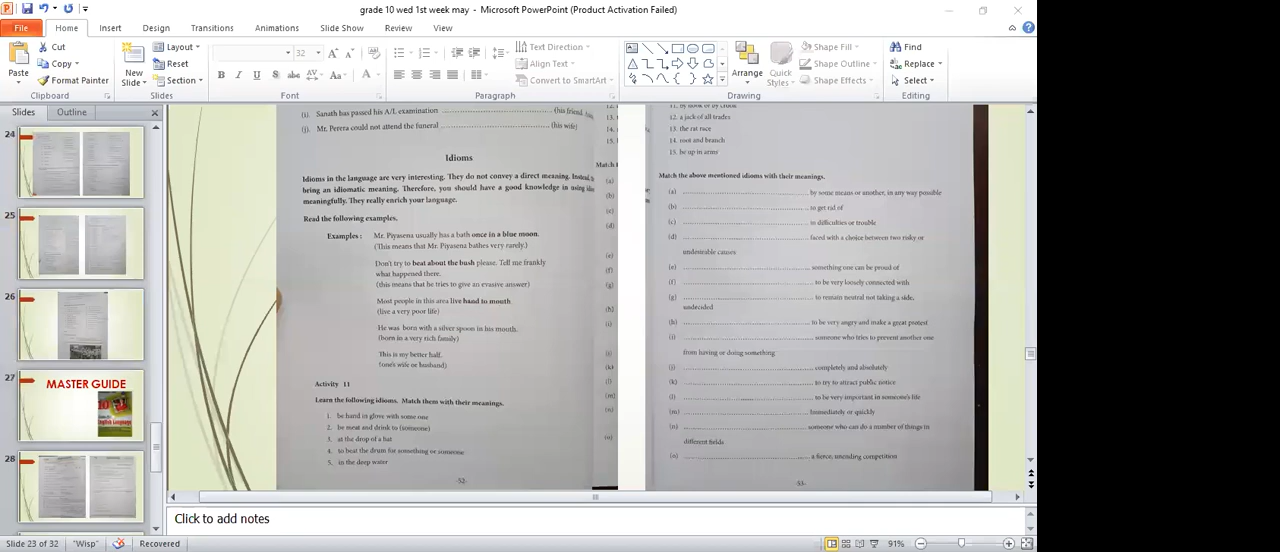 grade 10 wed 1st week may - Microsoft PowerPoint (Product Activation Failed)
File Home Insert Design Transitions Animations Slide Show Review View
Cut
Copy
Format Painter
Paste
Clipboard
New Slide
Layout
Reset
Section
Slides
32
Font
Text Direction
Align Text
Convert to SmartArt
Paragraph
Arrange
Quick Styles
Shape Fill
Shape Outline
Shape Effects
Drawing
Find
Replace
Select
Editing
Slides Outline
24
25
26
27
MASTER GUIDE
28
(i). Sanath has passed his A/L examination (his friend
(j). Mr. Perera could not attend the funeral (his wife)
Idioms
Idioms in the language are very interesting. They do not convey a direct meaning. Instead,
being an idiomatic meaning. Therefore, you should have a good knowledge in using
meaningfully. They really enrich your language.
Read the following examples.
Examples : Mr. Piyasena usually has a bath once in a blue moon.
(This means that Mr. Piyasena bathes very rarely.)
Don't try to beat about the bush please. Tell me frankly
what happened there.
(this means that he tries to give an evasive answer)
Most people in this area live hand to mouth
(live a very poor life)
He was born with a silver spoon in his mouth.
(born in a very rich family)
This is my better half.
(one's wife or husband)
Activity 11
Learn the following idioms. Match them with their meanings.
1. be hand in glove with some one
2. be meat and drink to (someone)
3. at the drop of a hat
4. to beat the drum for something or someone
5. in the deep water
-52-
11. by hook or by crook
12. a jack of all trades
13. the rat race
14. root and branch
15. be up in arms
Match the above mentioned idioms with their meanings.
(a) by some means or another, in any way possible
(b) to get rid of
(c) in difficulties or trouble
(d) faced with a choice between two risky or
undesirable causes
(e) something one can be proud of
(f) to be very loosely connected with
(g) to remain neutral not taking a side,
undecided
(h) to be very angry and make a great protest
(i) someone who tries to prevent another one
from having or doing something
(j) completely and absolutely
(k) to try to attract public notice
(l) to be very important in someone's life
(m) immediately or quickly
(n) someone who can do a number of things in
different fields
(o) a fierce, unending competition
-53-
Click to add notes
Slide 23 of 32 "Wisp" Recovered 91%